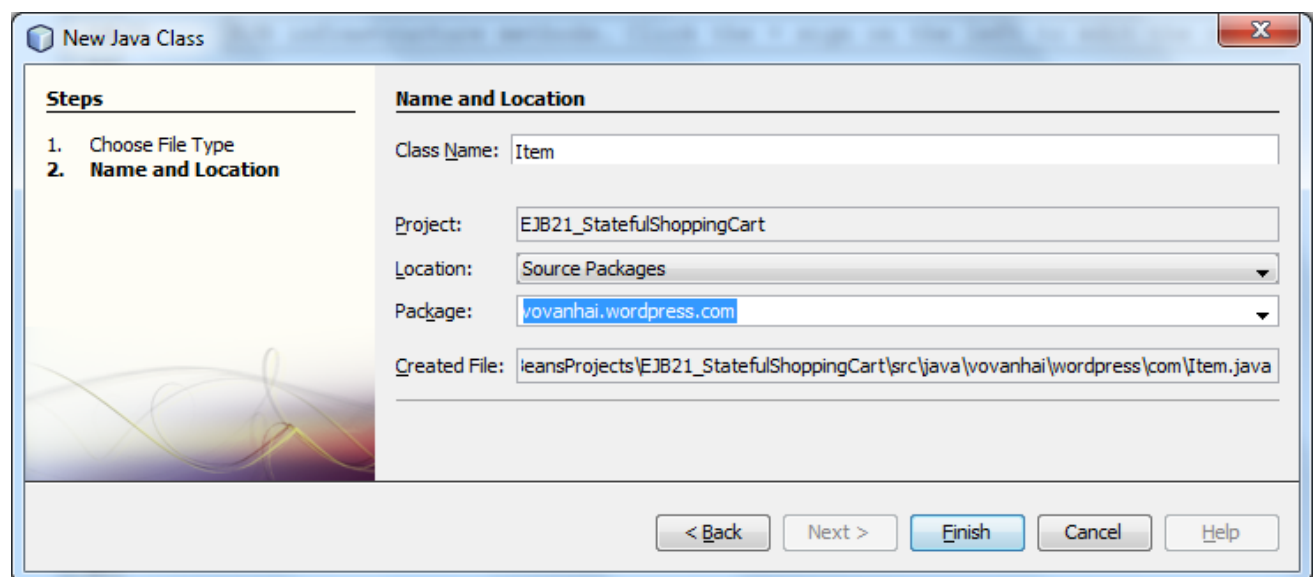 New Java Class
Steps
1. Choose File Type
2. Name and Location
Name and Location
Class Name: Item
Project: EJB21_StatefulShoppingCart
Location: Source Packages
Package: vovanhai.wordpress.com
Created File: BeansProjects\EJB21_StatefulShoppingCart\src\java\vovanhai\wordpress\com\Item.java
< Back Next > Finish Cancel Help